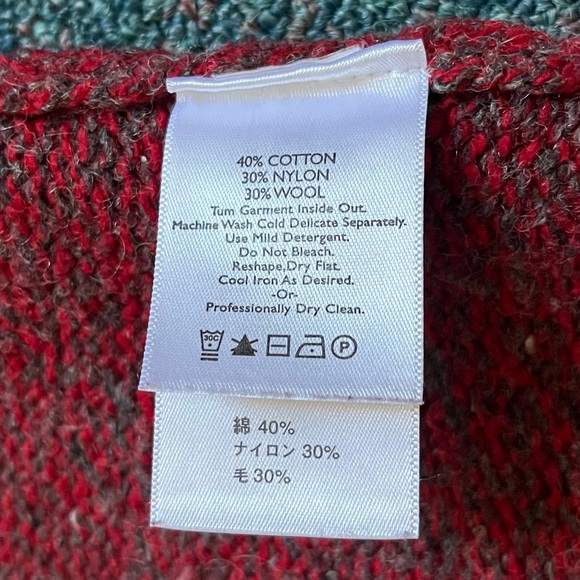 40% COTTON
30% NYLON
30% WOOL
Turn Garment Inside Out.
Machine Wash Cold Delicate Separately.
Use Mild Detergent.
Do Not Bleach.
Reshape,Dry Flat.
Cool Iron As Desired.
-Or-
Professionally Dry Clean.
30C P
綿 40%
ナイロン 30%
毛 30%